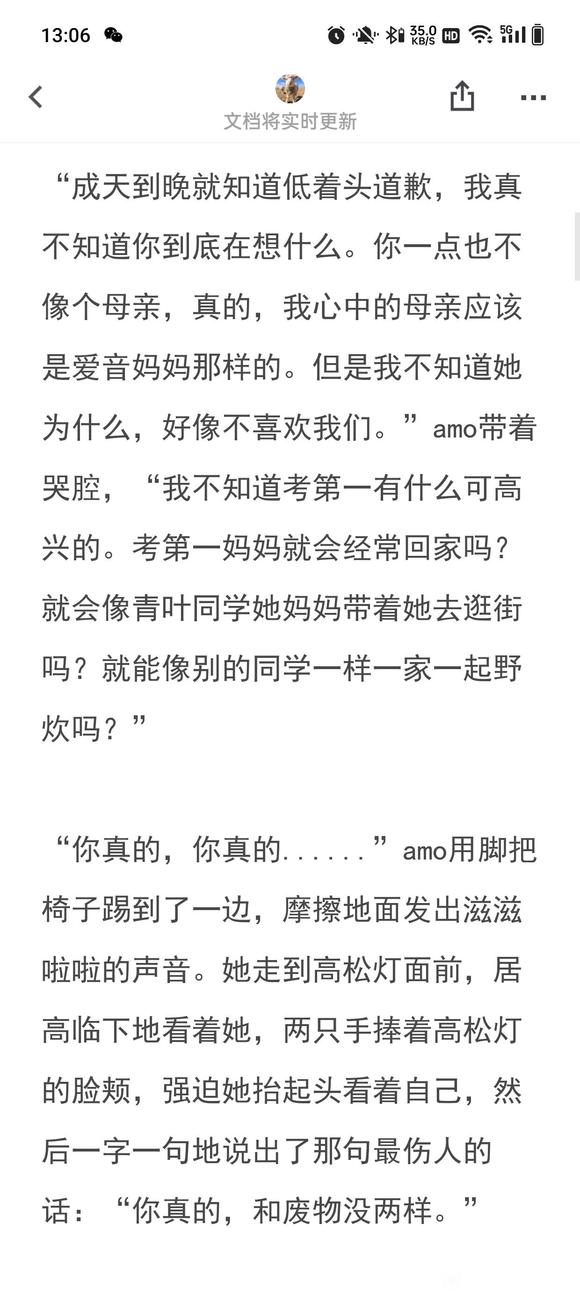 13:06
35.0
KB/S
HD
5G
文档将实时更新
“成天到晚就知道低着头道歉，我真
不知道你到底在想什么。你一点也不
像个母亲，真的，我心中的母亲应该
是爱音妈妈那样的。但是我不知道她
为什么，好像不喜欢我们。”amo带着
哭腔，“我不知道考第一有什么可高
兴的。考第一妈妈就会经常回家吗？
就会像青叶同学她妈妈带着她去逛街
吗？就能像别的同学一样一家一起野
炊吗？”
“你真的，你真的......”amo用脚把
椅子踢到了一边，摩擦地面发出滋滋
啦啦的声音。她走到高松灯面前，居
高临下地看着她，两只手捧着高松灯
的脸颊，强迫她抬起头看着自己，然
后一字一句地说出了那句最伤人的
话：“你真的，和废物没两样。”